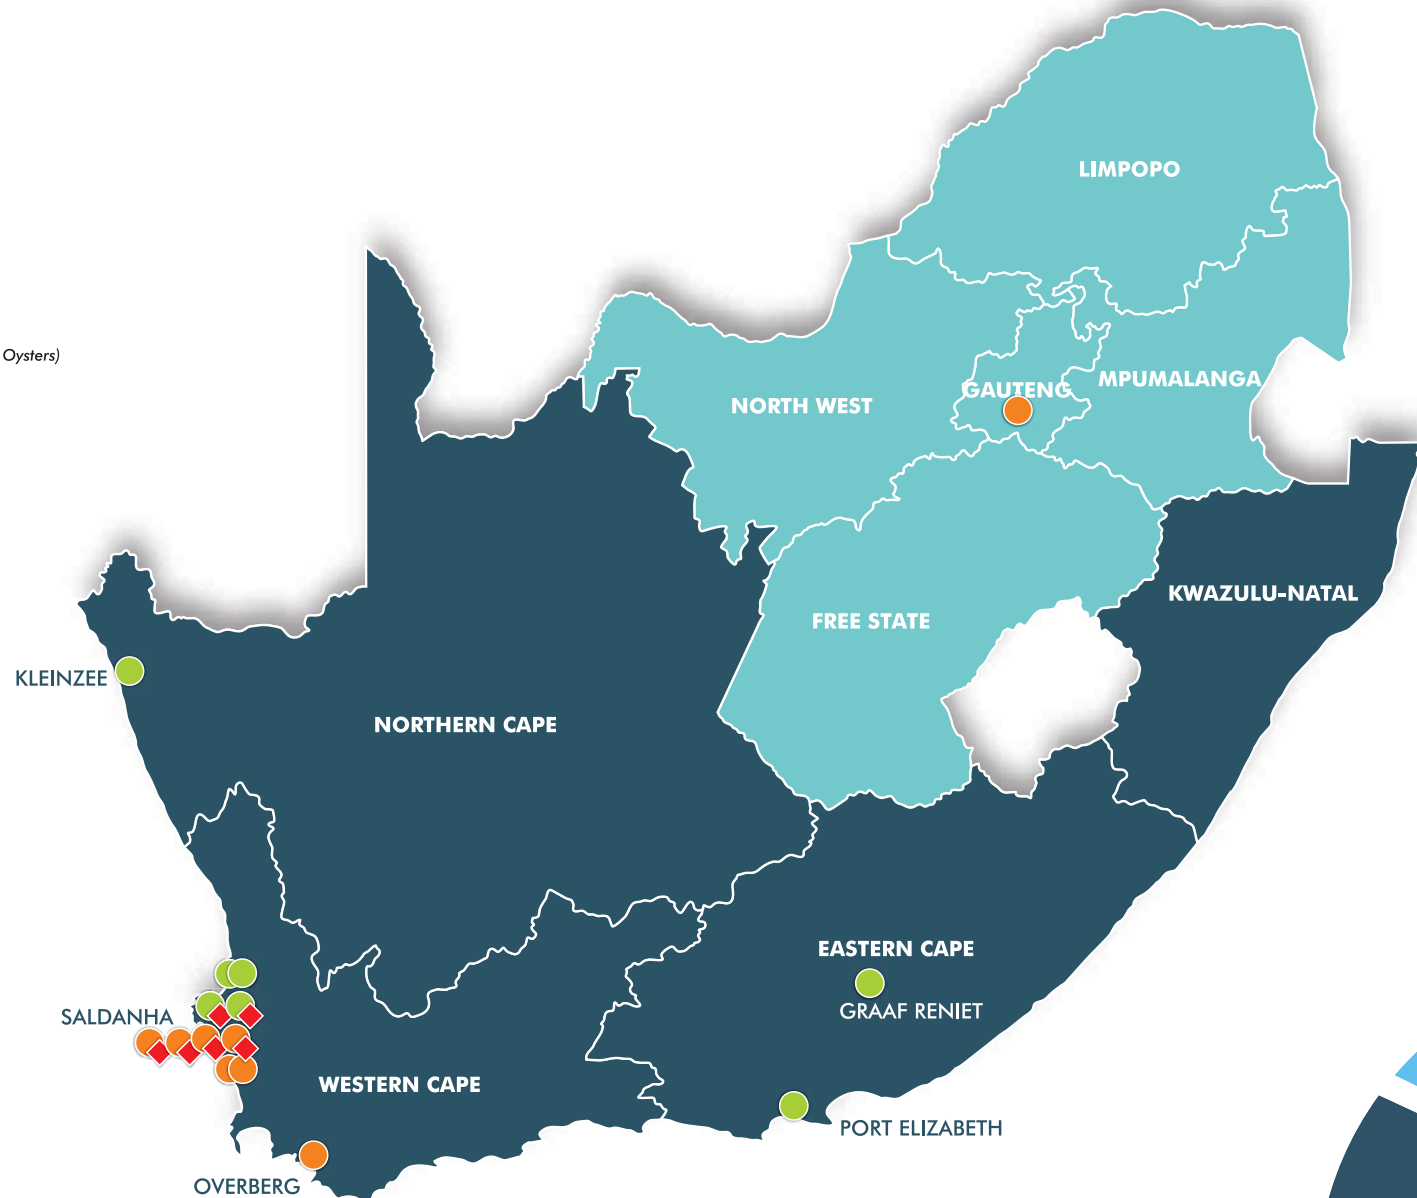 LIMPOPO
Oysters)
GAUTENG
MPUMALANGA
NORTH WEST
KWAZULU-NATAL
FREE STATE
KLEINZEE
NORTHERN CAPE
EASTERN CAPE
GRAAF RENIET
SALDANHA
WESTERN CAPE
PORT ELIZABETH
OVERBERG